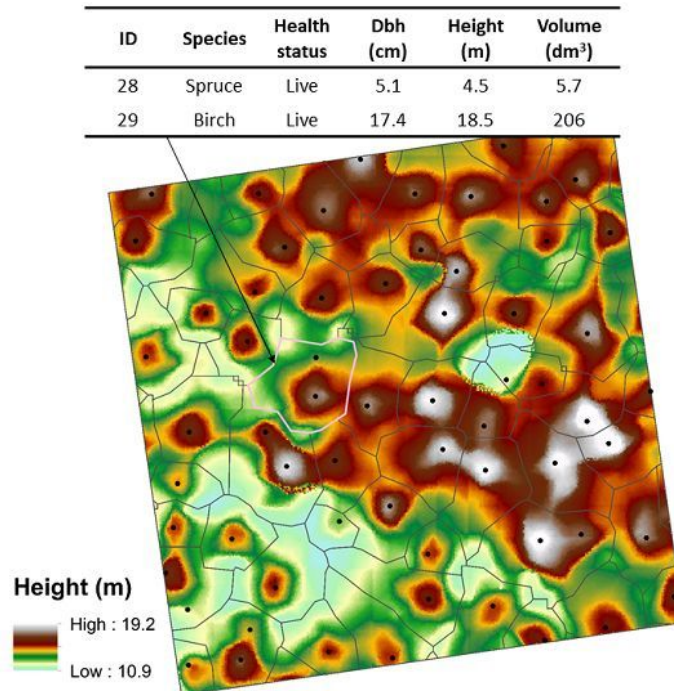 ID Species Health status Dbh (cm) Height (m) Volume (dm³)
28 Spruce Live 5.1 4.5 5.7
29 Birch Live 17.4 18.5 206
Height (m)
High : 19.2
Low : 10.9